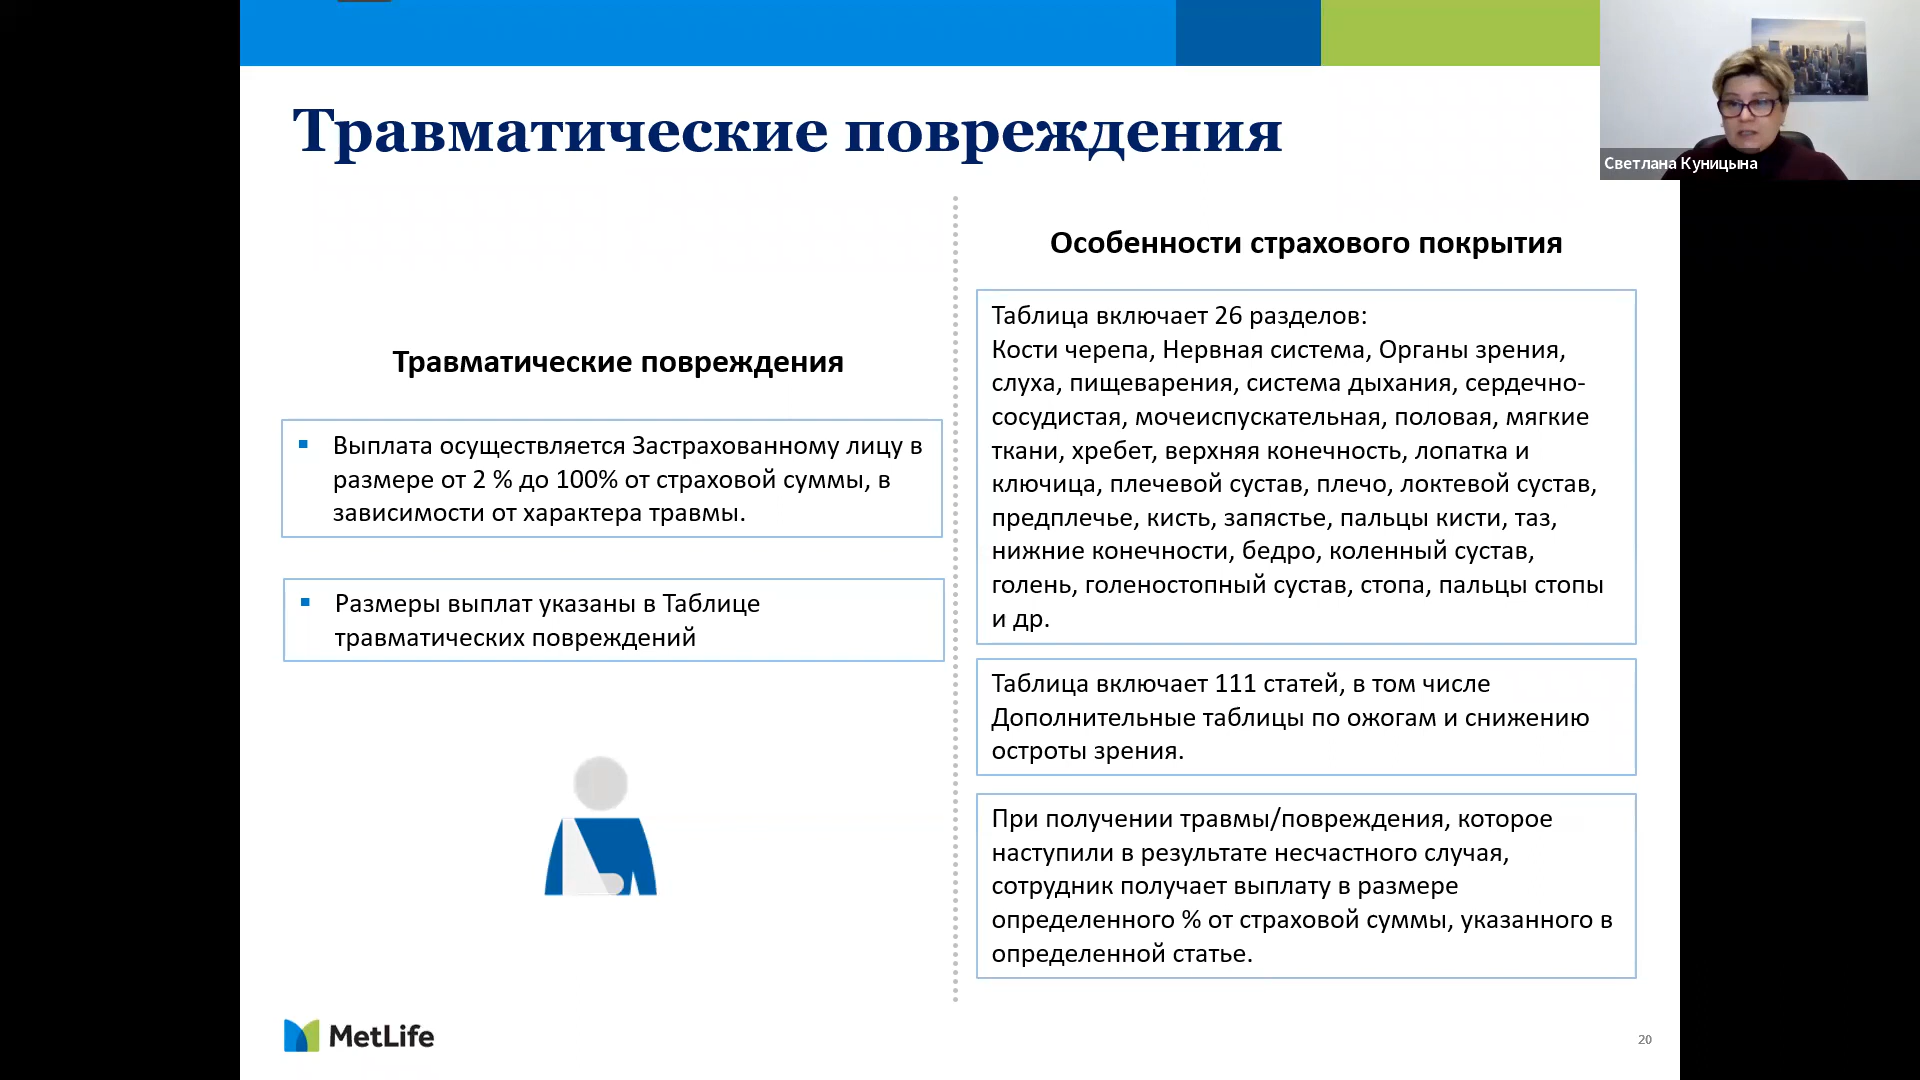 Травматические повреждения
Светлана Куницына
Травматические повреждения
Выплата осуществляется Застрахованному лицу в
размере от 2 % до 100% от страховой суммы, в
зависимости от характера травмы.
Размеры выплат указаны в Таблице
травматических повреждений
Особенности страхового покрытия
Таблица включает 26 разделов:
Кости черепа, Нервная система, Органы зрения,
слуха, пищеварения, система дыхания, сердечно-
сосудистая, мочеиспускательная, половая, мягкие
ткани, хребет, верхняя конечность, лопатка и
ключица, плечевой сустав, плечо, локтевой сустав,
предплечье, кисть, запястье, пальцы кисти, таз,
нижние конечности, бедро, коленный сустав,
голень, голеностопный сустав, стопа, пальцы стопы
и др.
Таблица включает 111 статей, в том числе
Дополнительные таблицы по ожогам и снижению
остроты зрения.
При получении травмы/повреждения, которое
наступили в результате несчастного случая,
сотрудник получает выплату в размере
определенного % от страховой суммы, указанного в
определенной статье.
MetLife
20